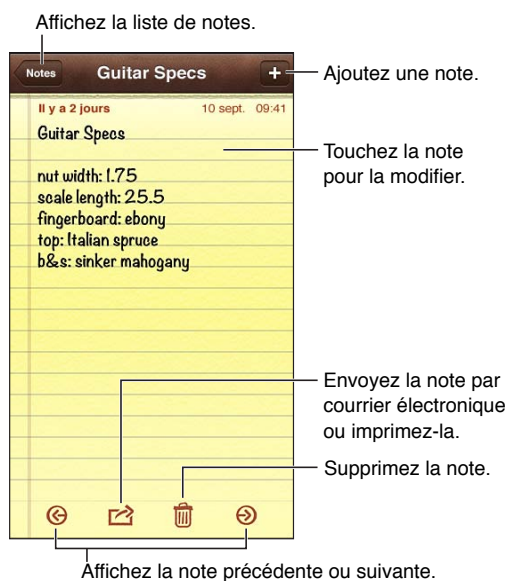 Affichez la liste de notes.
Notes Guitar Specs +
Ajoutez une note.
Il y a 2 jours 10 sept. 09:41
Guitar Specs
Touchez la note
pour la modifier.
nut width: 1.75
scale length: 25.5
fingerboard: ebony
top: Italian spruce
b&s: sinker mahogany
Envoyez la note par
courrier électronique
ou imprimez-la.
Supprimez la note.
Affichez la note précédente ou suivante.